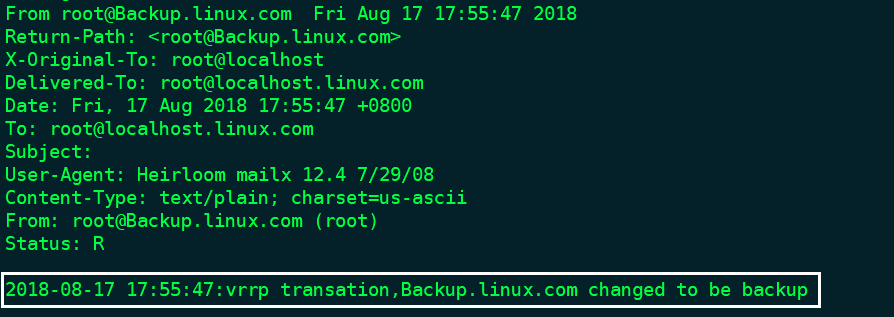 From root@Backup.linux.com  Fri Aug 17 17:55:47 2018
Return-Path: <root@Backup.linux.com>
X-Original-To: root@localhost
Delivered-To: root@localhost.linux.com
Date: Fri, 17 Aug 2018 17:55:47 +0800
To: root@localhost.linux.com
Subject:
User-Agent: Heirloom mailx 12.4 7/29/08
Content-Type: text/plain; charset=us-ascii
From: root@Backup.linux.com (root)
Status: R
2018-08-17 17:55:47:vrrp transation,Backup.linux.com changed to be backup